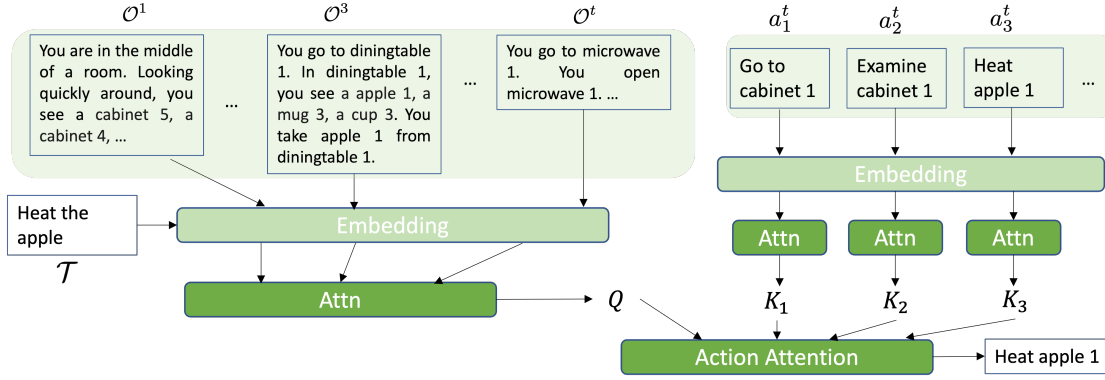 𝒪¹ 𝒪³ 𝒪ᵗ
You are in the middle
of a room. Looking
quickly around, you
see a cabinet 5, a
cabinet 4, ...
...
You go to diningtable
1. In diningtable 1,
you see a apple 1, a
mug 3, a cup 3. You
take apple 1 from
diningtable 1.
...
You go to microwave
1. You open
microwave 1. ...
Heat the
apple
𝒯
Embedding
Attn
Q
a₁ᵗ a₂ᵗ a₃ᵗ
Go to
cabinet 1
Examine
cabinet 1
Heat
apple 1
...
Embedding
Attn Attn Attn
K₁ K₂ K₃
Action Attention
Heat apple 1